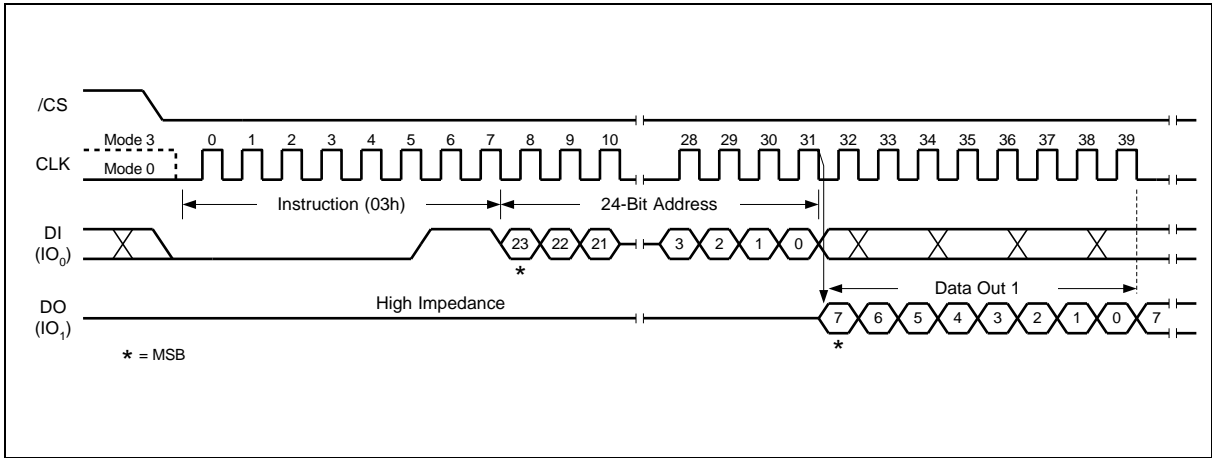 /CS
Mode 3
0 1 2 3 4 5 6 7 8 9 10 28 29 30 31 32 33 34 35 36 37 38 39
CLK
Mode 0
Instruction (03h) 24-Bit Address
DI
(IO0)
23 22 21 3 2 1 0
*
Data Out 1
High Impedance
DO
(IO1)
7 6 5 4 3 2 1 0 7
*
* = MSB